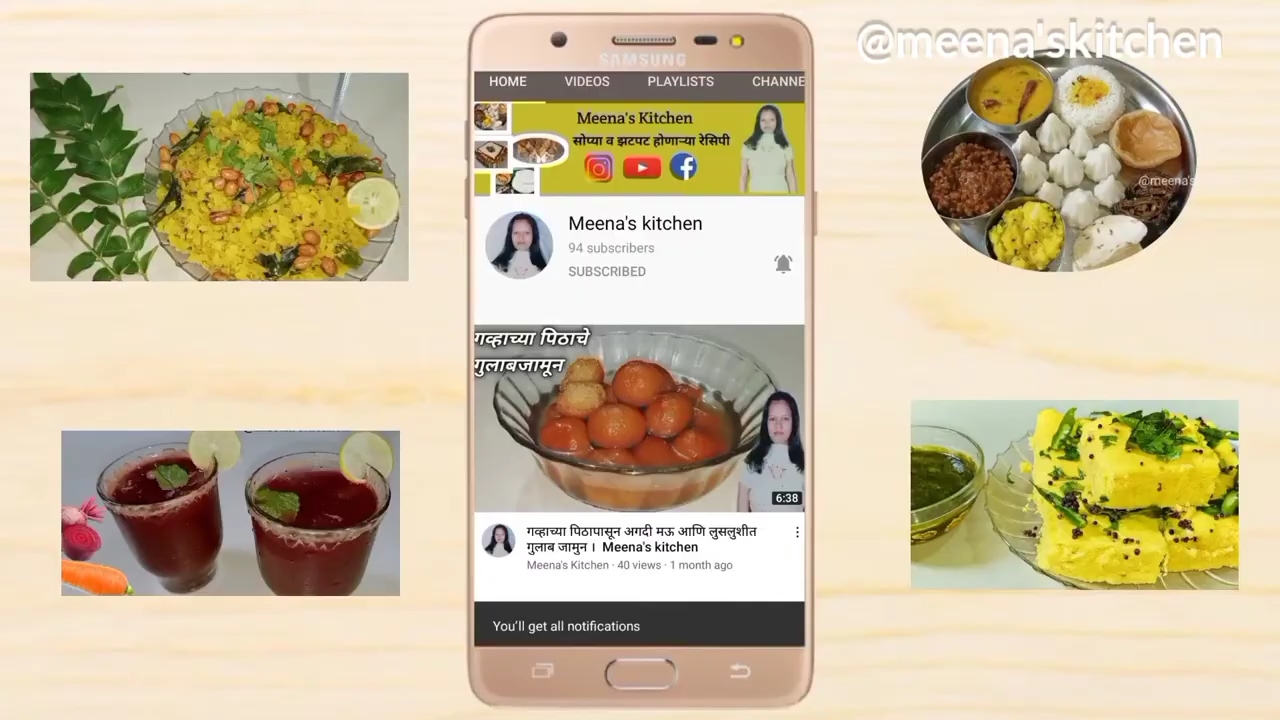 @meena'skitchen
SAMSUNG
HOME VIDEOS PLAYLISTS CHANNE
Meena's Kitchen
सोप्या व झटपट होणाऱ्या रेसिपी
Meena's kitchen
94 subscribers
SUBSCRIBED
@meena's
गव्हाच्या पिठाचे
गुलाबजामून
6:38
गव्हाच्या पिठापासून अगदी मऊ आणि लुसलुशीत
गुलाब जामुन । Meena's kitchen
Meena's Kitchen · 40 views · 1 month ago
You'll get all notifications